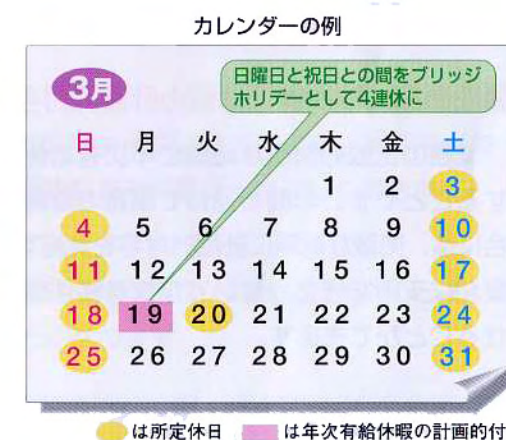 カレンダーの例
3月
日曜日と祝日との間をブリッジ
ホリデーとして4連休に
日 月 火 水 木 金 土
1 2 3
4 5 6 7 8 9 10
11 12 13 14 15 16 17
18 19 20 21 22 23 24
25 26 27 28 29 30 31
は所定休日 は年次有給休暇の計画的付